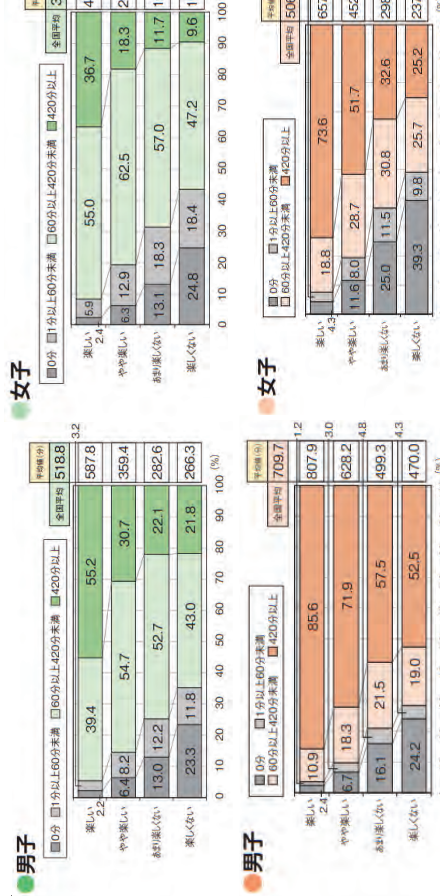 男子
0分 1分以上60分未満 60分以上420分未満 420分以上
平均値(分)
全国平均 518.8
楽しい 2.2 39.4 55.2 3.2 587.8
やや楽しい 6.4 8.2 54.7 30.7 359.4
あまり楽しくない 13.0 12.2 52.7 22.1 282.6
楽しくない 23.3 11.8 43.0 21.8 266.3
0 10 20 30 40 50 60 70 80 90 100 (%)
女子
0分 1分以上60分未満 60分以上420分未満 420分以上
全国平均 3
楽しい 2.4 5.9 55.0 36.7 4
やや楽しい 6.3 12.9 62.5 18.3 2
あまり楽しくない 13.1 18.3 57.0 11.7 1
楽しくない 24.8 18.4 47.2 9.6 1
0 10 20 30 40 50 60 70 80 90 100
男子
0分 1分以上60分未満
60分以上420分未満 420分以上
平均値(分)
全国平均 709.7
楽しい 2.4 10.9 85.6 1.2 807.9
やや楽しい 6.7 18.3 71.9 3.0 628.2
あまり楽しくない 16.1 21.5 57.5 4.8 499.3
楽しくない 24.2 19.0 52.5 4.3 470.0
(%)
女子
0分 1分以上60分未満
60分以上420分未満 420分以上
全国平均 506
楽しい 4.3 18.8 73.6 657
やや楽しい 11.6 8.0 28.7 51.7 452
あまり楽しくない 25.0 11.5 30.8 32.6 298
楽しくない 39.3 9.8 25.7 25.2 237